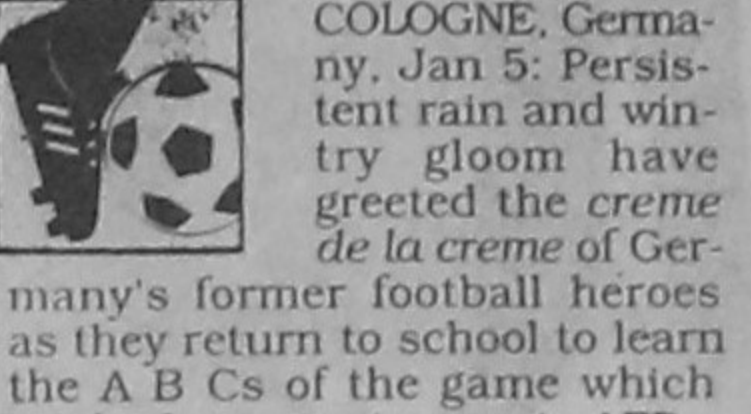 COLOGNE, Germa-
ny, Jan 5: Persis-
tent rain and win-
try gloom have
greeted the creme
de la creme of Ger-
many's former football heroes
as they return to school to learn
the A B Cs of the game which